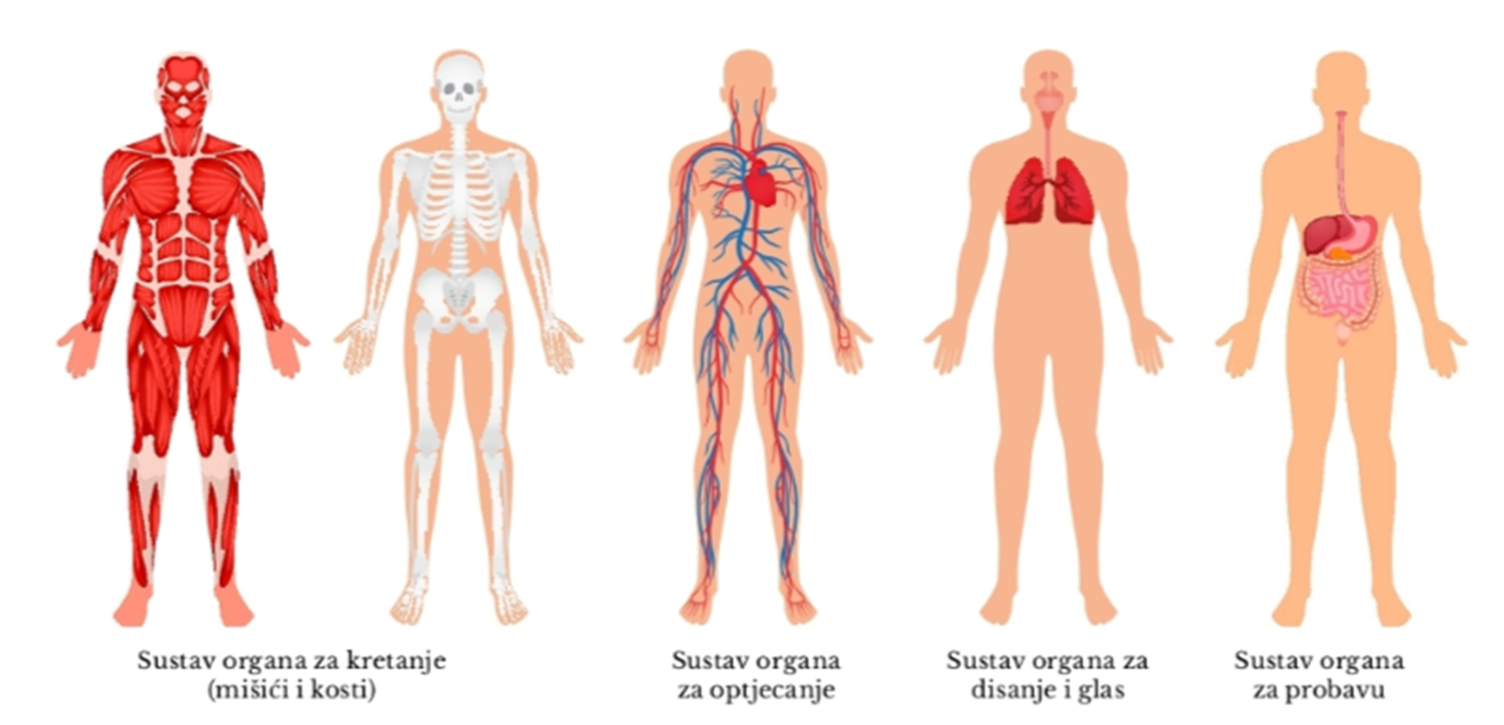 Sustav organa za kretanje
(mišići i kosti)
Sustav organa
za optjecanje
Sustav organa za
disanje i glas
Sustav organa
za probavu